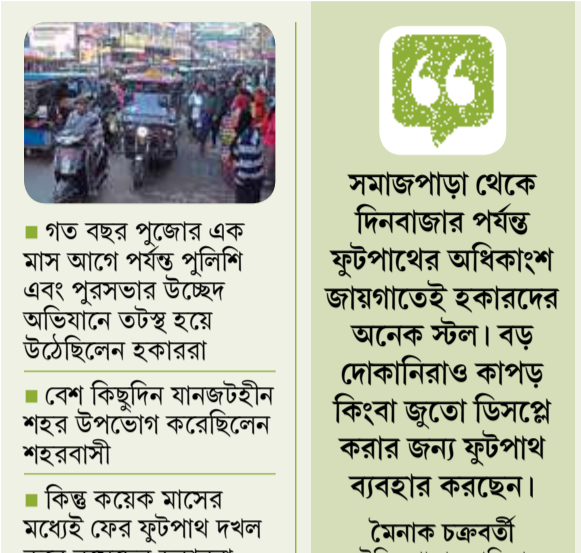 ■ গত বছর পুজোর এক
মাস আগে পর্যন্ত পুলিশি
এবং পুরসভার উচ্ছেদ
অভিযানে তটস্থ হয়ে
উঠেছিলেন হকাররা
■ বেশ কিছুদিন যানজটহীন
শহর উপভোগ করেছিলেন
শহরবাসী
■ কিন্তু কয়েক মাসের
মধ্যেই ফের ফুটপাথ দখল
সমাজপাড়া থেকে
দিনবাজার পর্যন্ত
ফুটপাথের অধিকাংশ
জায়গাতেই হকারদের
অনেক স্টল। বড়
দোকানিরাও কাপড়
কিংবা জুতো ডিসপ্লে
করার জন্য ফুটপাথ
ব্যবহার করছেন।
মৈনাক চক্রবর্তী